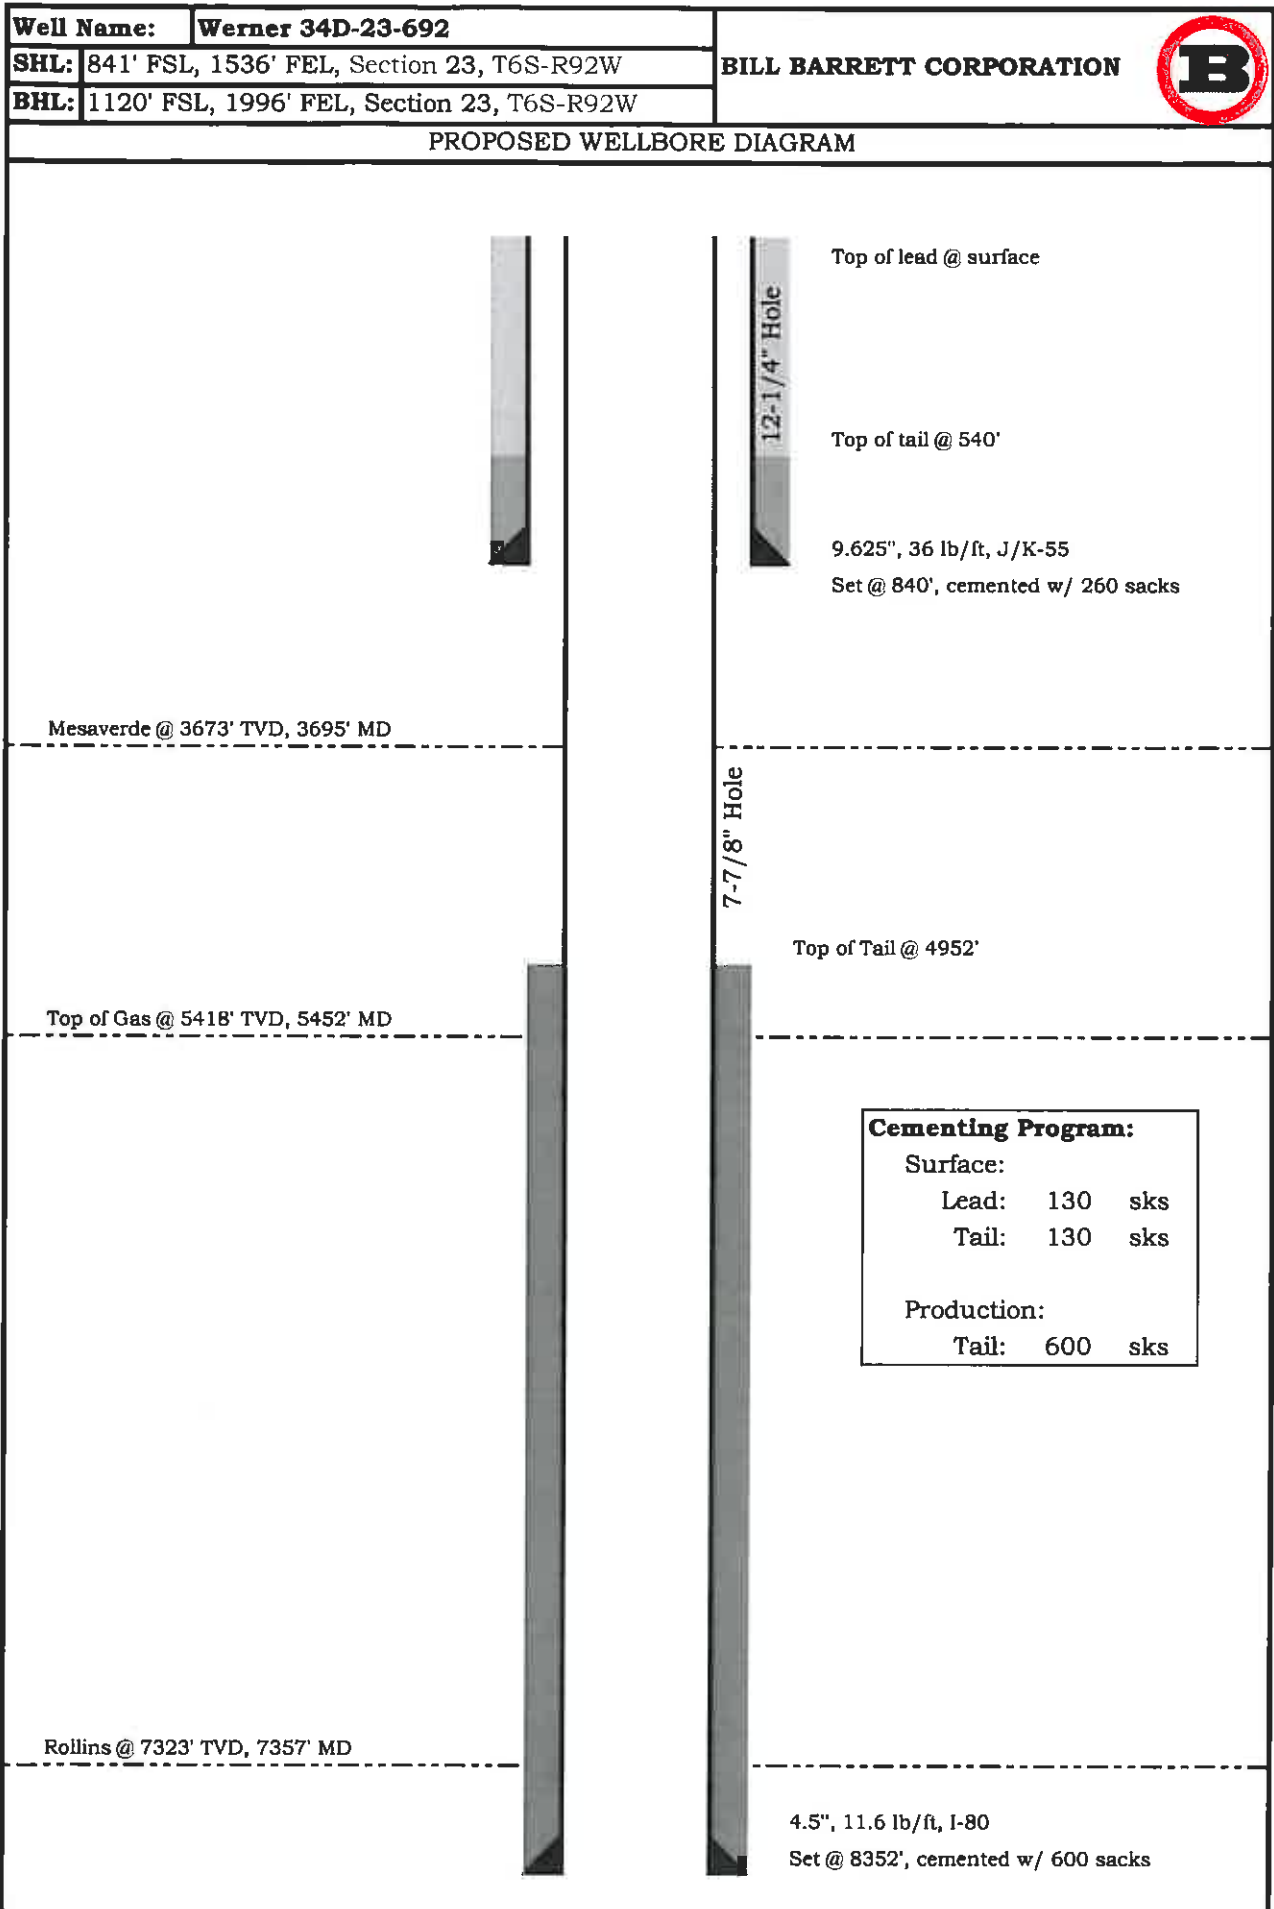 Well Name: Werner 34D-23-692
SHL: 841' FSL, 1536' FEL, Section 23, T6S-R92W
BHL: 1120' FSL, 1996' FEL, Section 23, T6S-R92W
BILL BARRETT CORPORATION
B
PROPOSED WELLBORE DIAGRAM
Top of lead @ surface
12-1/4" Hole
Top of tail @ 540'
9.625", 36 lb/ft, J/K-55
Set @ 840', cemented w/ 260 sacks
Mesaverde @ 3673' TVD, 3695' MD
7-7/8" Hole
Top of Tail @ 4952'
Top of Gas @ 5418' TVD, 5452' MD
Cementing Program:
Surface:
Lead: 130 sks
Tail: 130 sks
Production:
Tail: 600 sks
Rollins @ 7323' TVD, 7357' MD
4.5", 11.6 lb/ft, I-80
Set @ 8352', cemented w/ 600 sacks